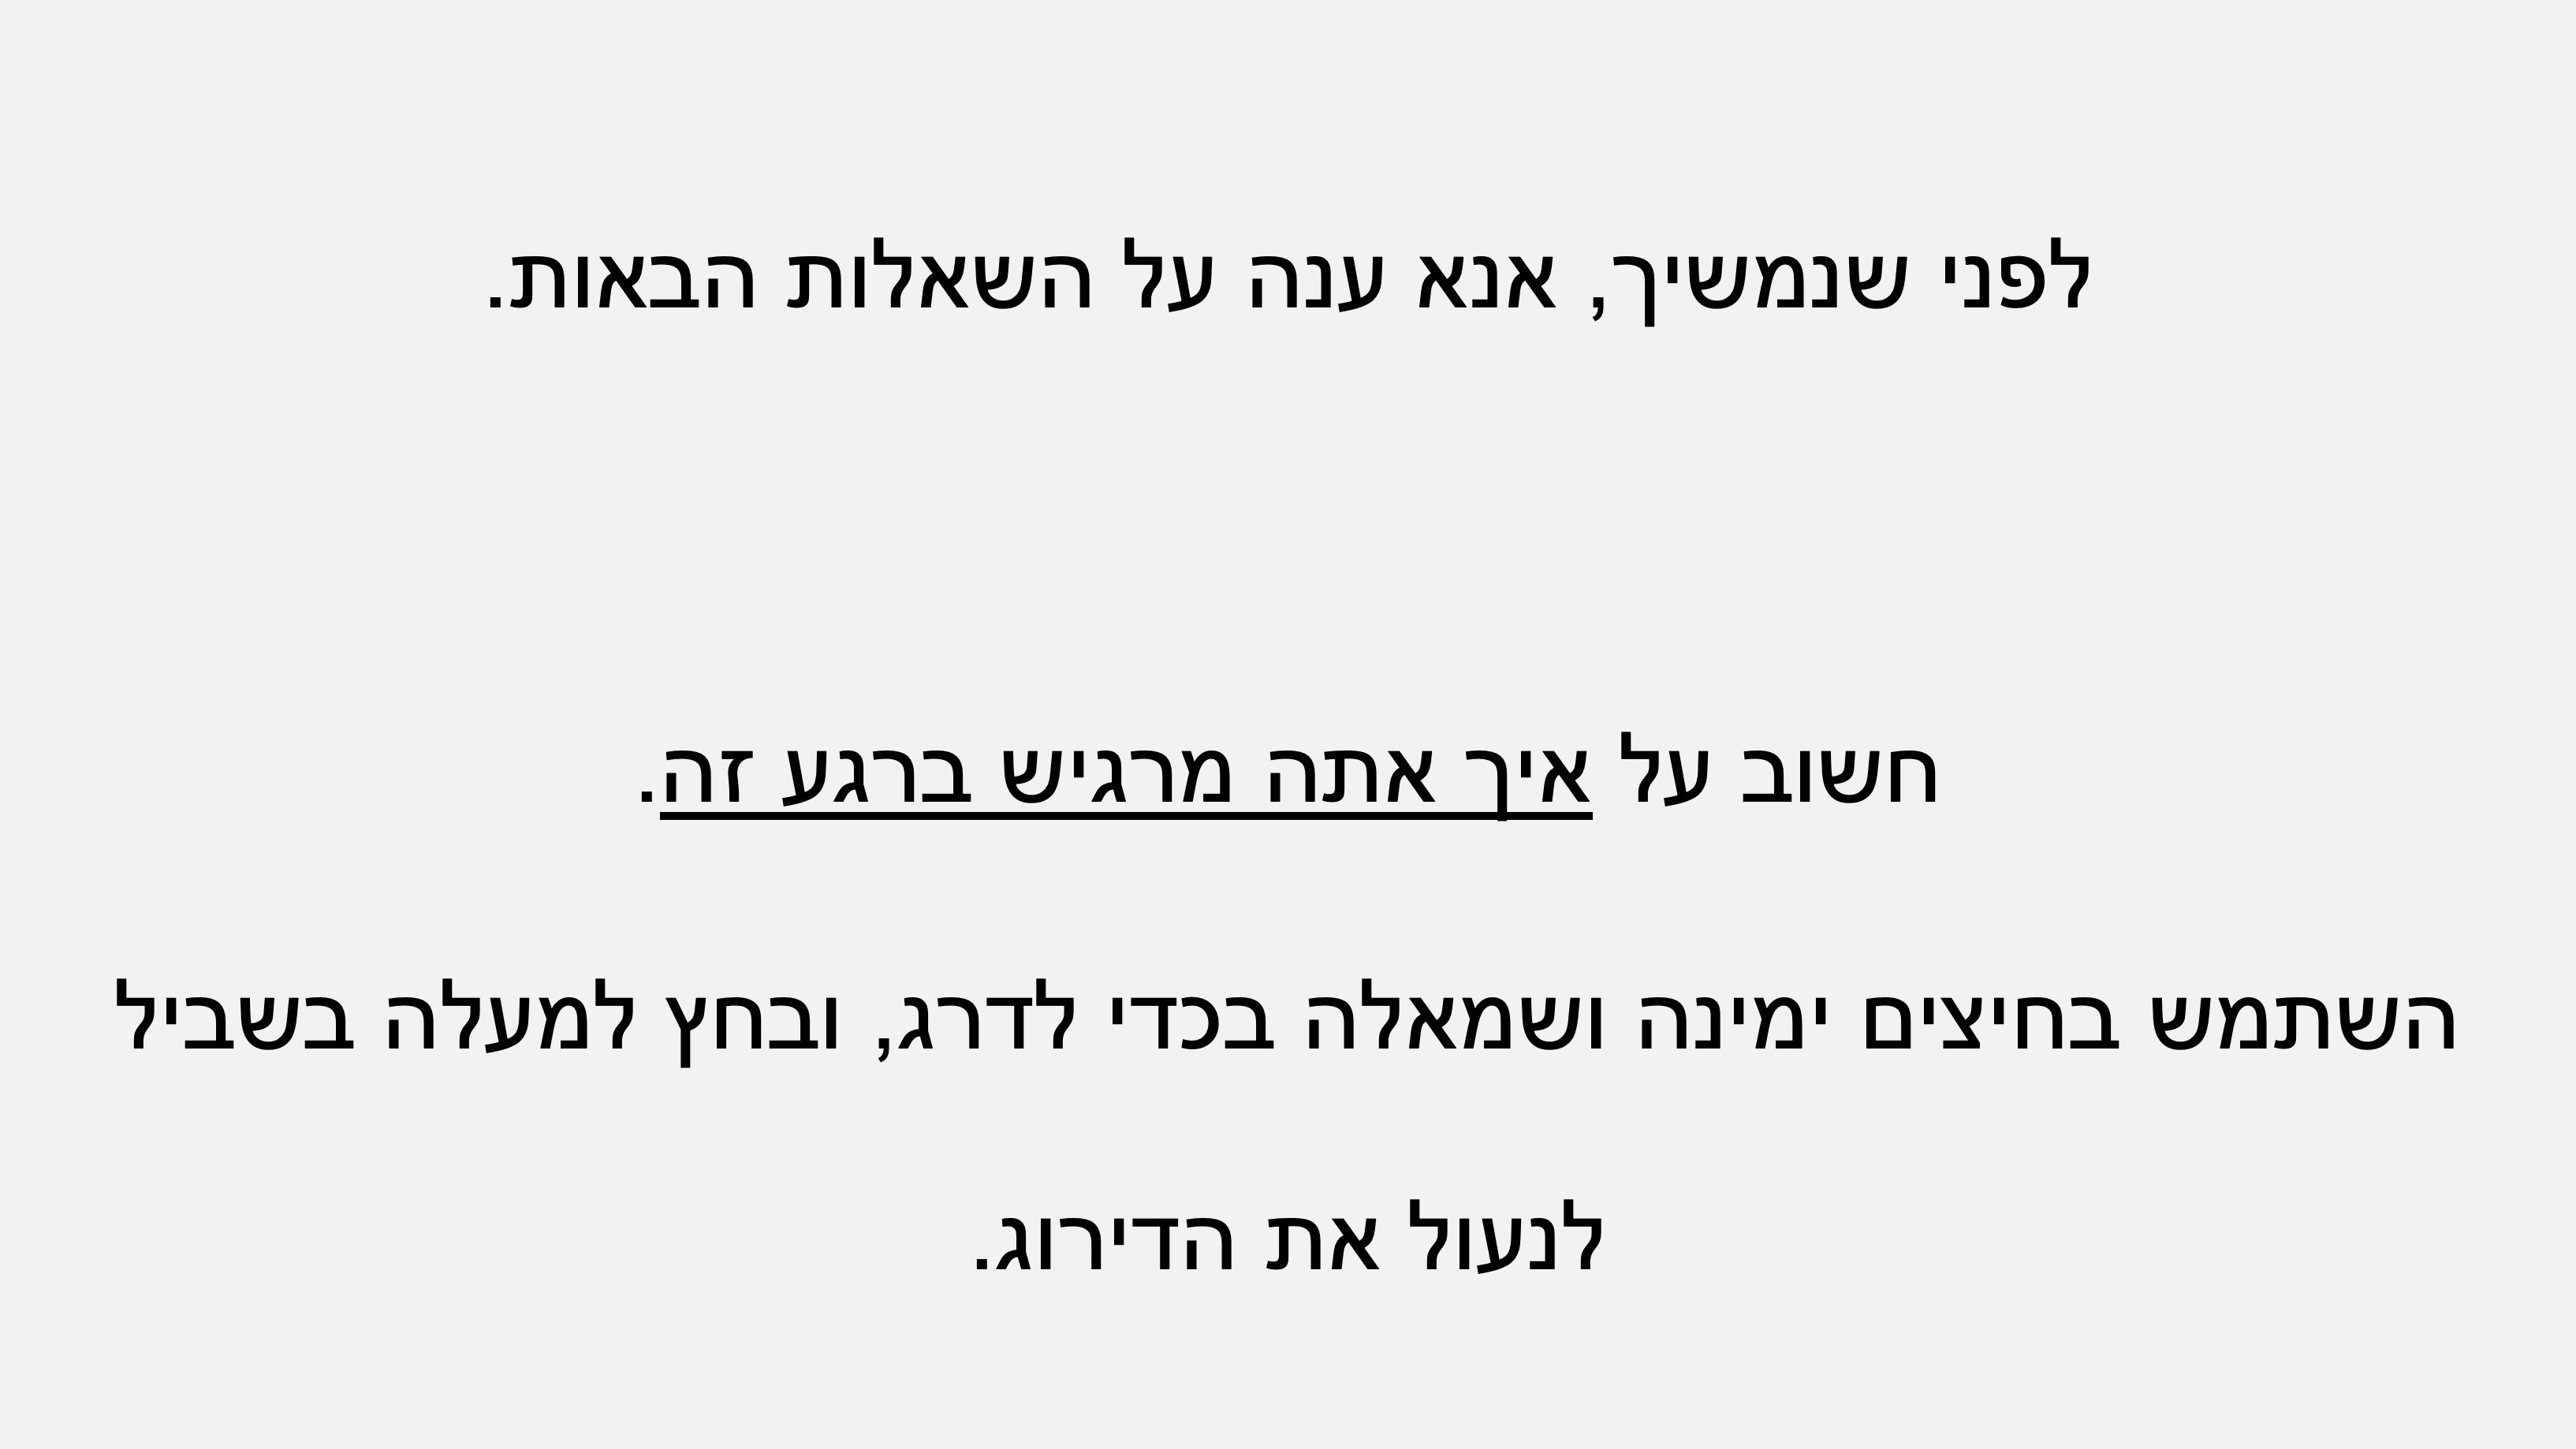 לפני שנמשיך, אנא ענה על השאלות הבאות.
חשוב על איך אתה מרגיש ברגע זה.
השתמש בחיצים ימינה ושמאלה בכדי לדרג, ובחץ למעלה בשביל
לנעול את הדירוג.